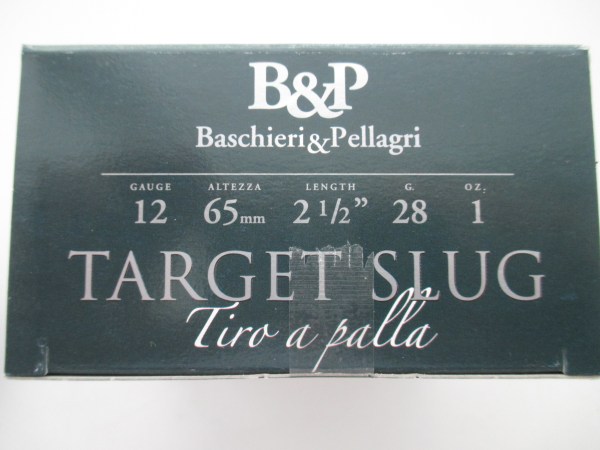 B&P
Baschieri&Pellagri
GAUGE ALTEZZA LENGTH G. OZ.
12 65mm 2 1/2” 28 1
TARGET SLUG
Tiro a palla